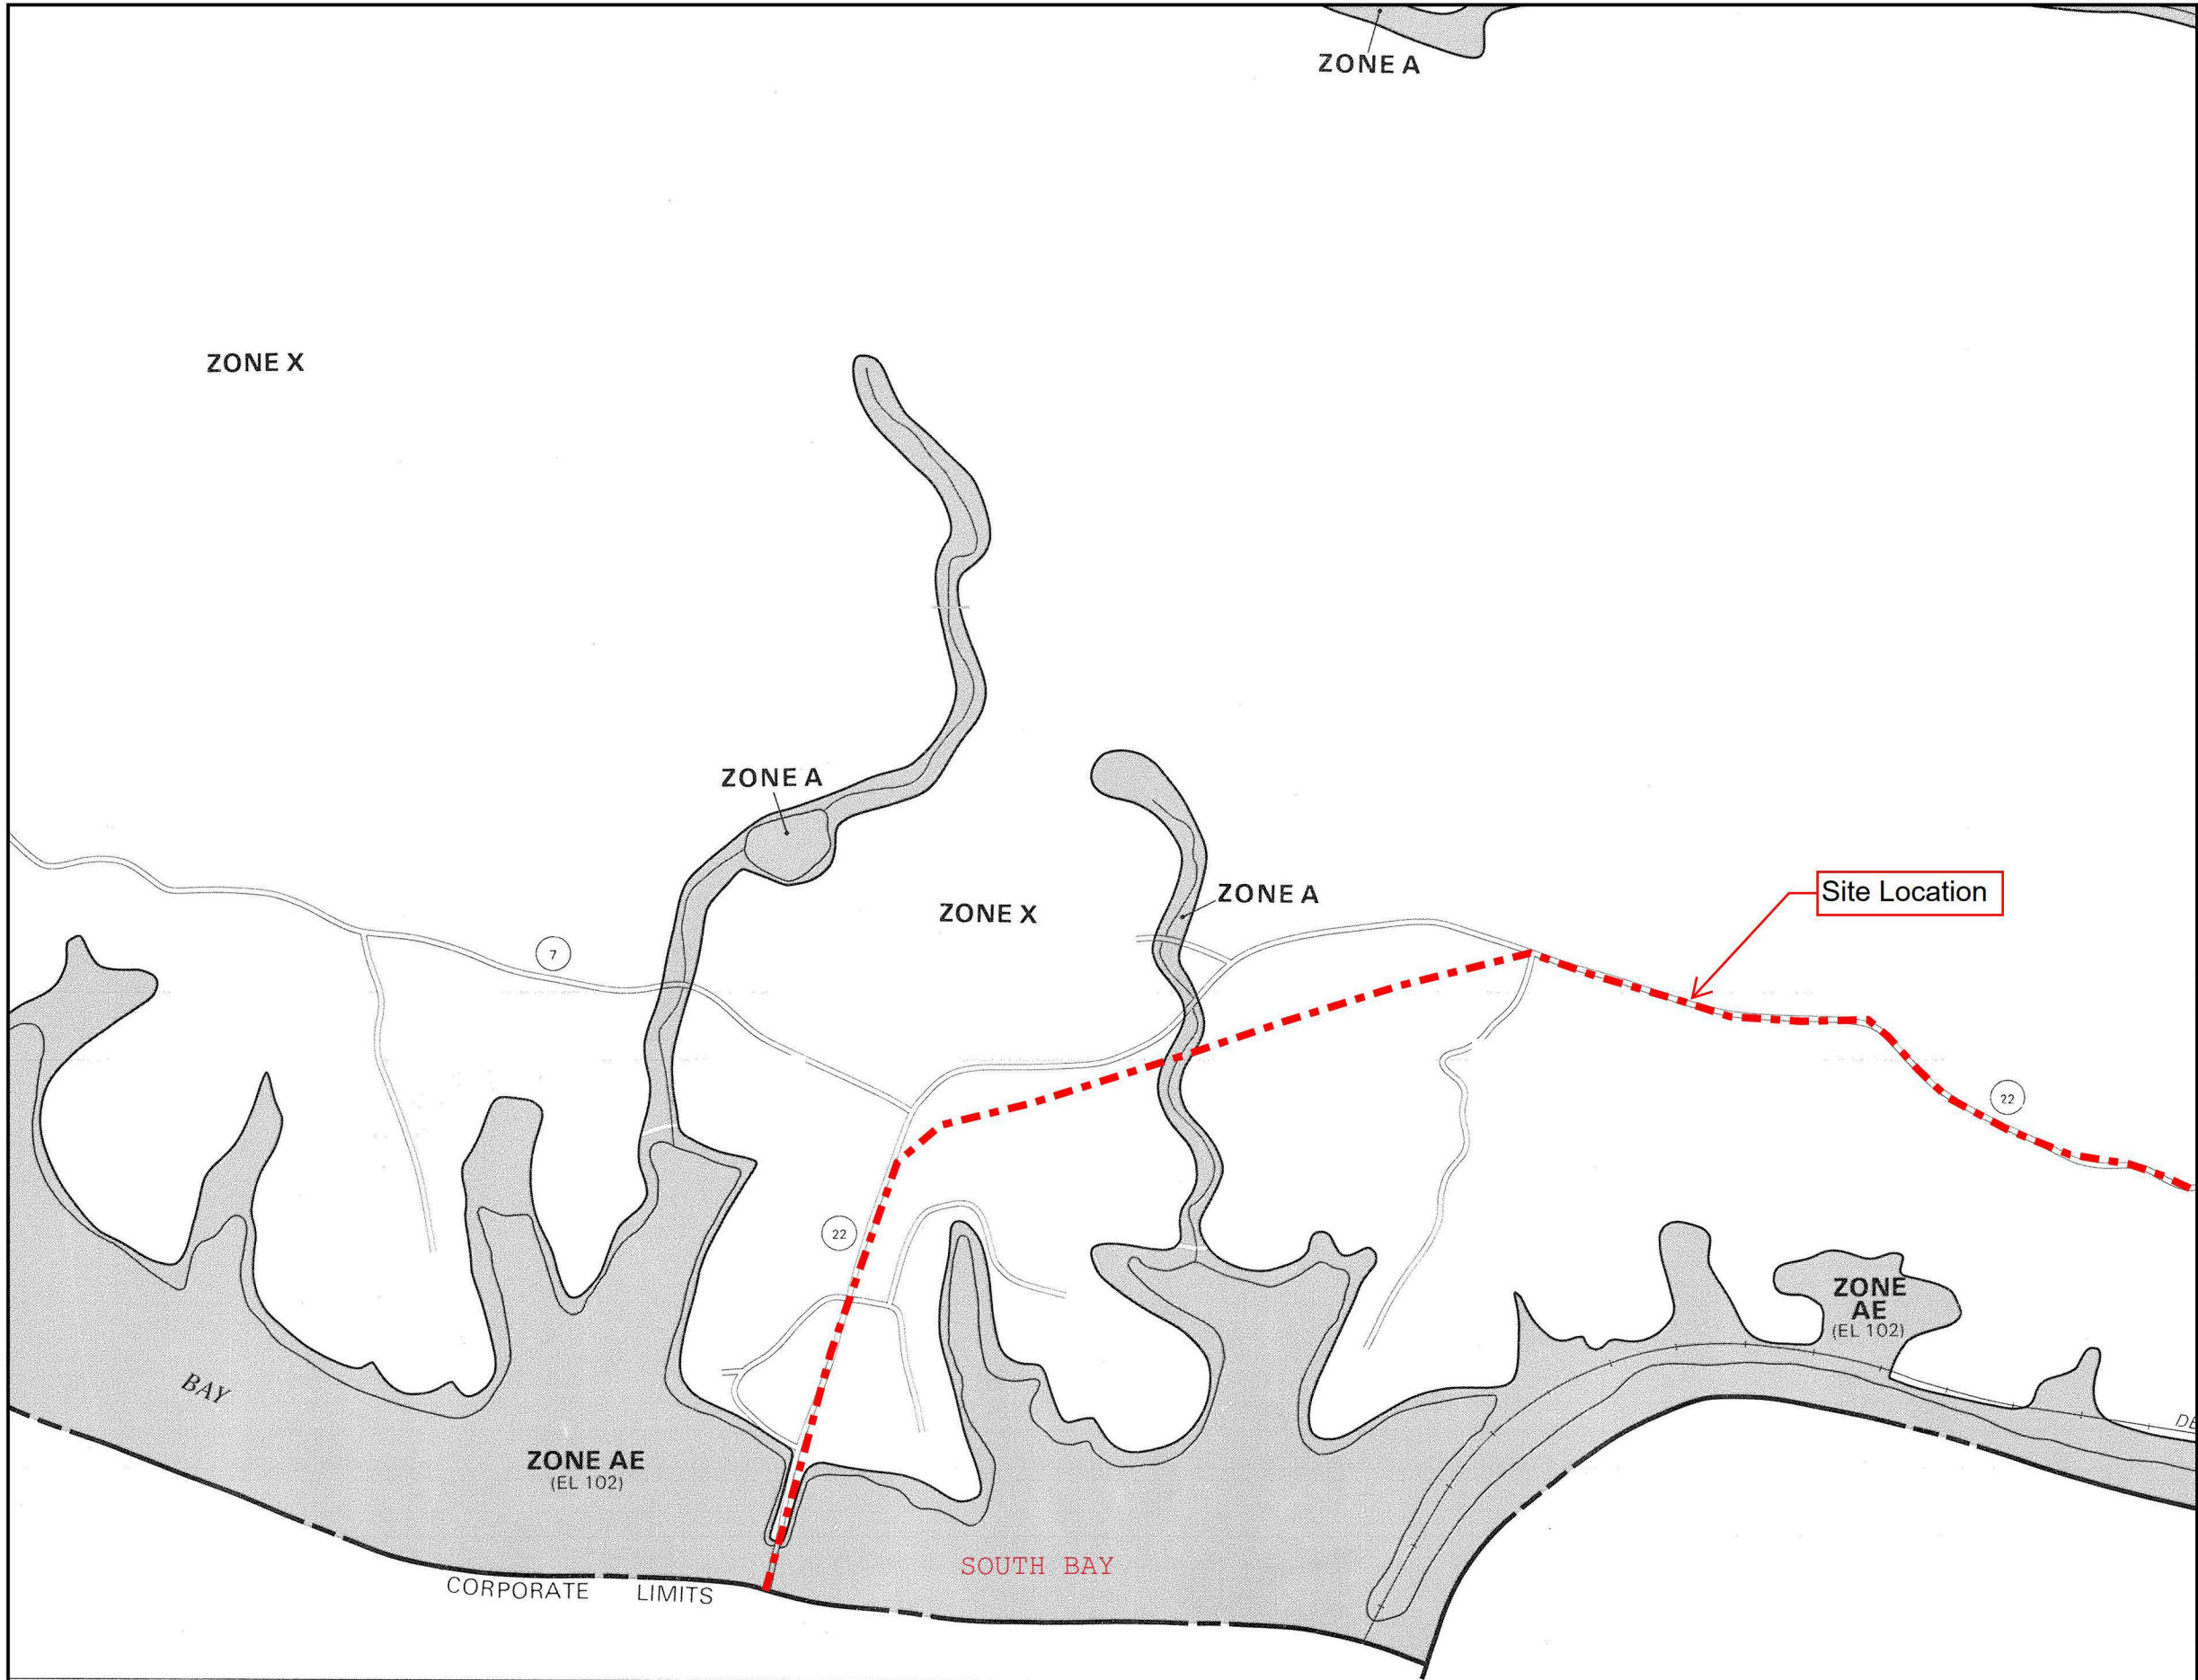 ZONE A
ZONE X
ZONE A
ZONE X
ZONE A
Site Location
7
22
22
ZONE
AE
(EL 102)
BAY
ZONE AE
(EL 102)
SOUTH BAY
CORPORATE LIMITS